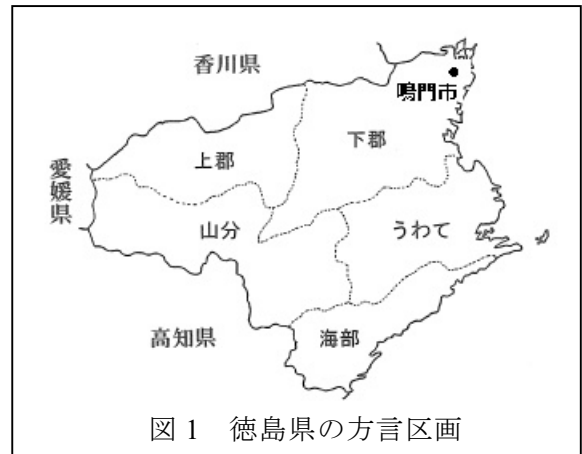 香川県
鳴門市
下郡
上郡
愛媛県
山分
うわて
高知県
海部
図 1 徳島県の方言区画